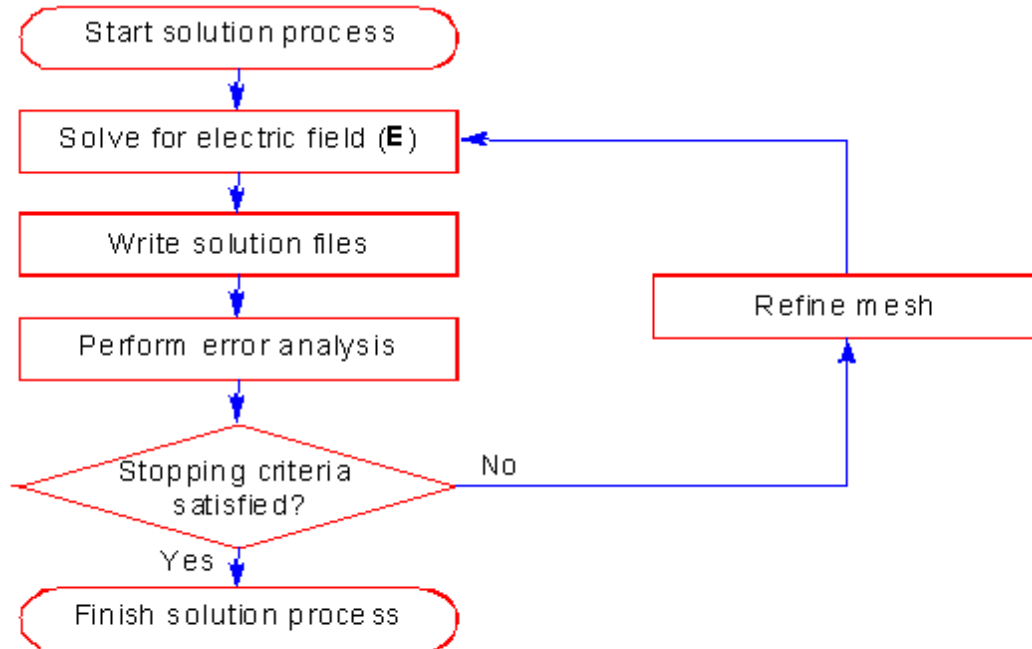 Start solution process
Solve for electric field (E)
Write solution files
Refine mesh
Perform error analysis
Stopping criteria
satisfied?
No
Yes
Finish solution process